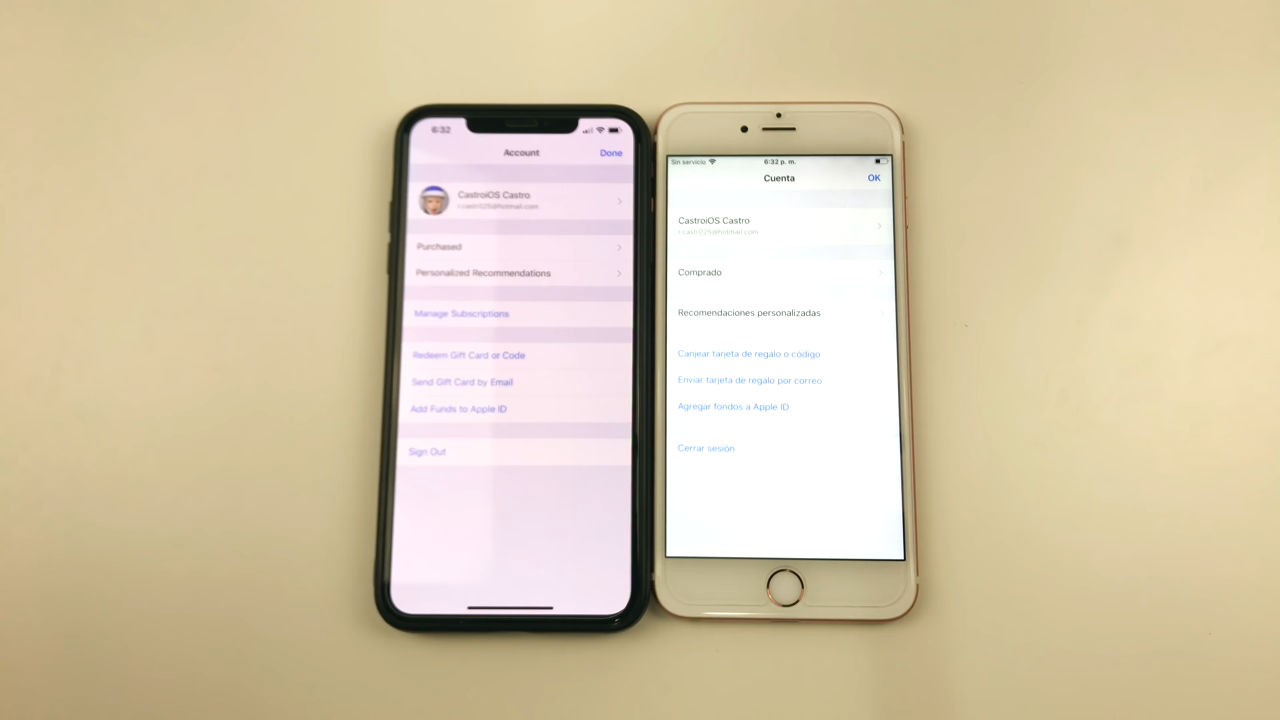 6:32
Account
Done
CastroiOS Castro
Purchased
Personalized Recommendations
Manage Subscriptions
Redeem Gift Card or Code
Send Gift Card by Email
Add Funds to Apple ID
Sign Out
Sin servicio
6:32 p. m.
Cuenta
OK
CastroiOS Castro
Comprado
Recomendaciones personalizadas
Canjear tarjeta de regalo o código
Enviar tarjeta de regalo por correo
Agregar fondos a Apple ID
Cerrar sesión